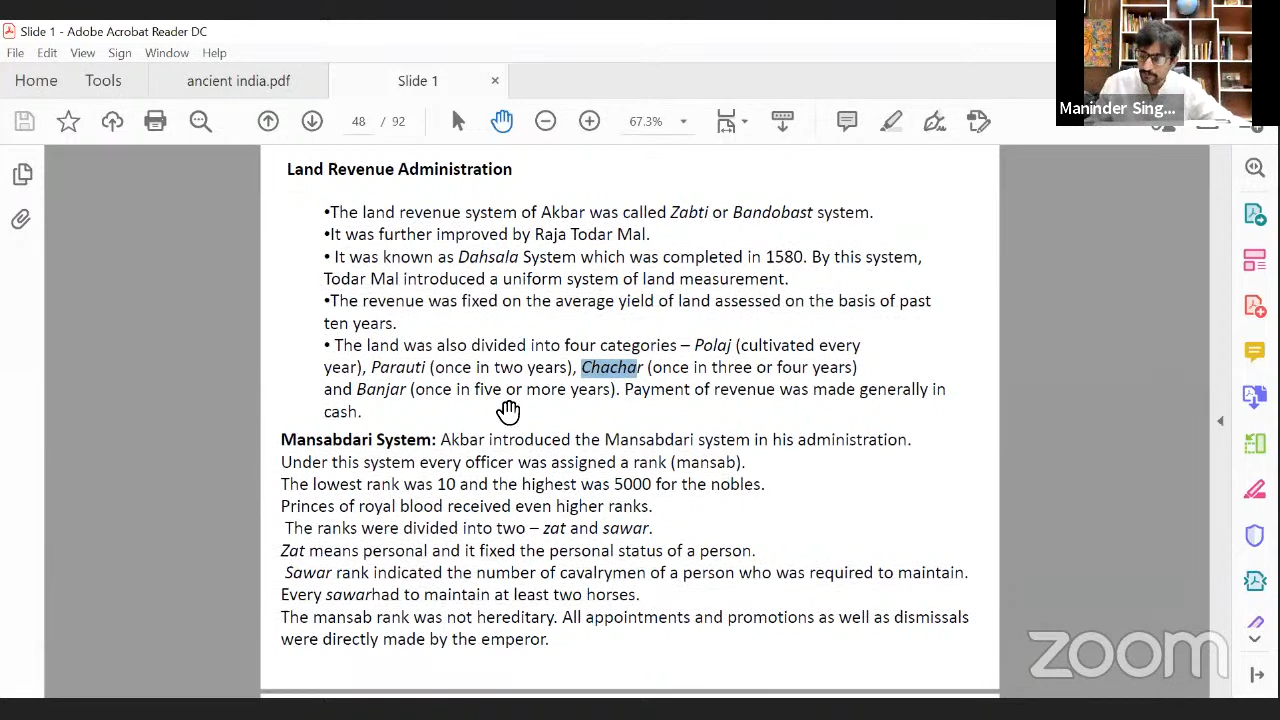 Slide 1 - Adobe Acrobat Reader DC
File Edit View Sign Window Help
Home Tools ancient india.pdf Slide 1
48 / 92 67.3%
Maninder Sing...
Land Revenue Administration
•The land revenue system of Akbar was called Zabti or Bandobast system.
•It was further improved by Raja Todar Mal.
• It was known as Dahsala System which was completed in 1580. By this system,
Todar Mal introduced a uniform system of land measurement.
•The revenue was fixed on the average yield of land assessed on the basis of past
ten years.
• The land was also divided into four categories – Polaj (cultivated every
year), Parauti (once in two years), Chachar (once in three or four years)
and Banjar (once in five or more years). Payment of revenue was made generally in
cash.
Mansabdari System: Akbar introduced the Mansabdari system in his administration.
Under this system every officer was assigned a rank (mansab).
The lowest rank was 10 and the highest was 5000 for the nobles.
Princes of royal blood received even higher ranks.
The ranks were divided into two – zat and sawar.
Zat means personal and it fixed the personal status of a person.
Sawar rank indicated the number of cavalrymen of a person who was required to maintain.
Every sawarhad to maintain at least two horses.
The mansab rank was not hereditary. All appointments and promotions as well as dismissals
were directly made by the emperor.
zoom